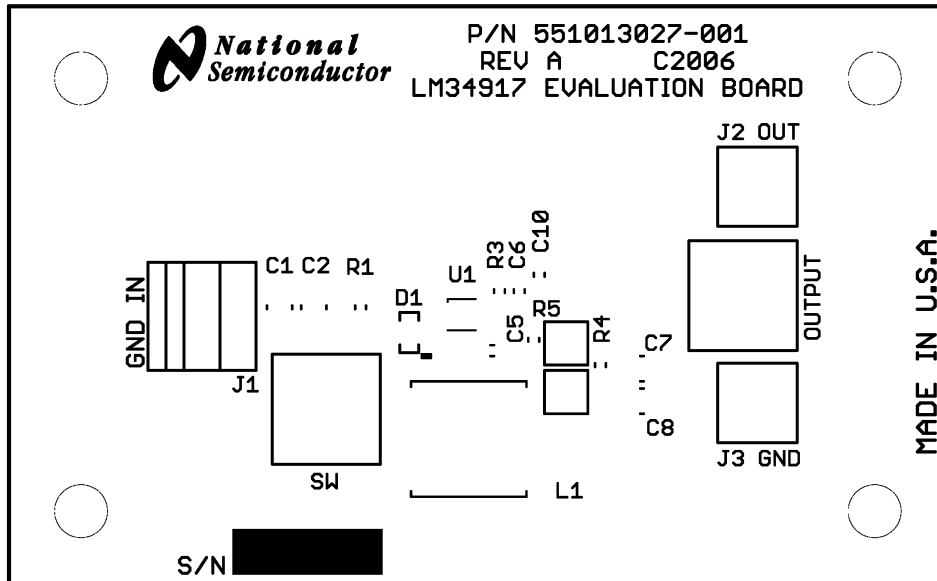 National
Semiconductor
P/N 551013027-001
REV A C2006
LM34917 EVALUATION BOARD
J2 OUT
C1 C2 R1
D1
U1
R3
C6
C10
C5
R5
R4
C7
C8
OUTPUT
MADE IN U.S.A.
GND IN
J1
SW
L1
J3 GND
S/N